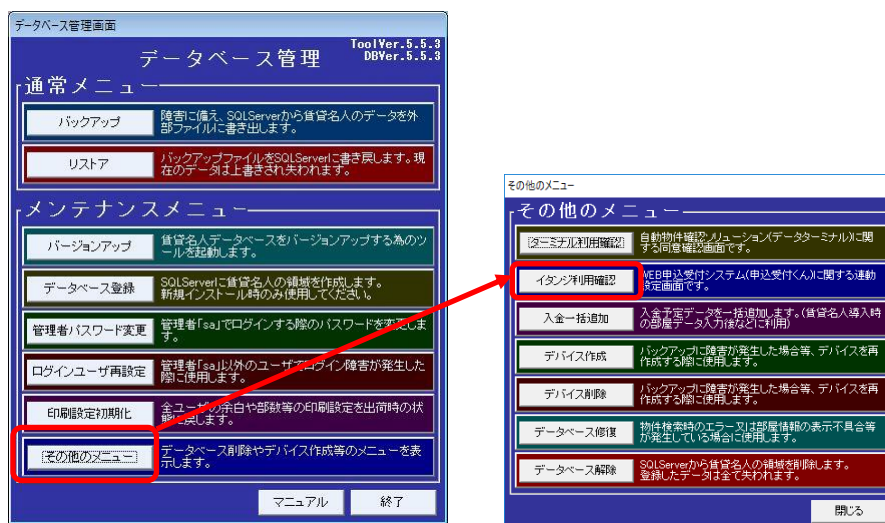 データベース管理画面
データベース管理
ToolVer.5.5.3
DBVer.5.5.3
通常メニュー
バックアップ
障害に備え、SQLServerから賃貸名人のデータを外
部ファイルに書き出します。
リストア
バックアップファイルをSQLServerに書き戻します。現
在のデータは上書きされ失われます。
メンテナンスメニュー
バージョンアップ
賃貸名人データベースをバージョンアップする為のツ
ールを起動します。
データベース登録
SQLServerに賃貸名人の領域を作成します。
新規インストール時のみ使用してください。
管理者パスワード変更
管理者「sa」でログインする際のパスワードを変更しま
す。
ログインユーザ再設定
管理者「sa」以外のユーザでログイン障害が発生した
際に使用します。
印刷設定初期化
全ユーザの余白や部数等の印刷設定を出荷時の状
態に戻します。
その他のメニュー
データベース削除やデバイス作成等のメニューを表
示します。
マニュアル
終了
その他のメニュー
その他のメニュー
ターミナル利用確認
自動物件確認ソリューション(データターミナル)に関
する同意確認画面です。
イタンジ利用確認
WEB申込受付システム(申込受付くん)に関する連動
設定画面です。
入金一括追加
入金予定データを一括追加します。(賃貸名人導入時
の部屋データ入力後などに利用)
デバイス作成
バックアップに障害が発生した場合等、デバイスを再
作成する際に使用します。
デバイス削除
バックアップに障害が発生した場合等、デバイスを再
作成する際に使用します。
データベース修復
物件検索時のエラー又は部屋情報の表示不具合等
が発生している場合に使用します。
データベース解除
SQLServerから賃貸名人の領域を削除します。
登録したデータは全て失われます。
閉じる